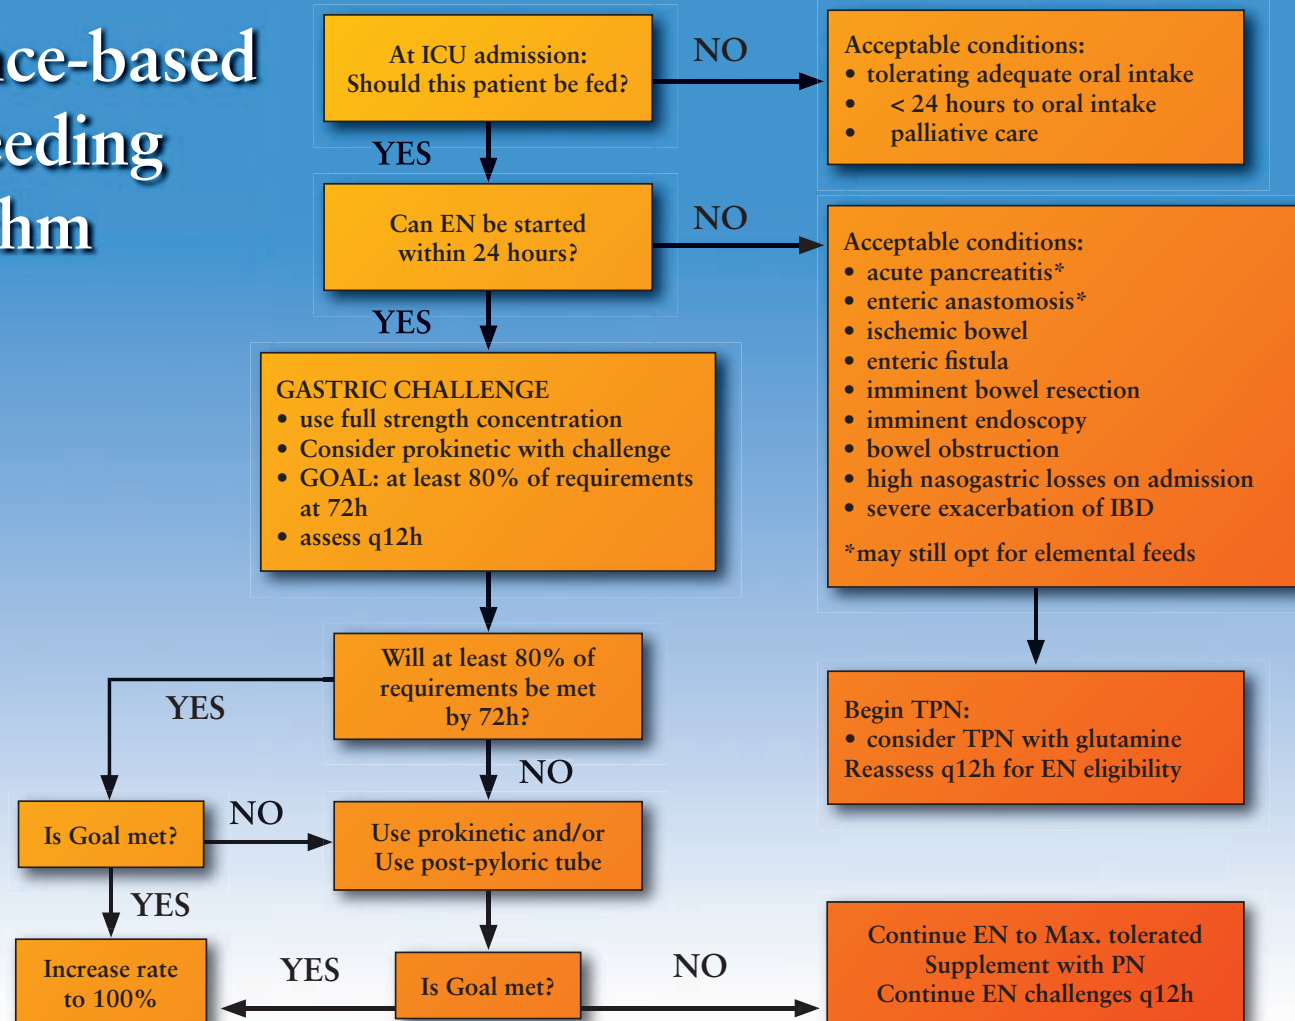 nce-based
eeding
hm
At ICU admission:
Should this patient be fed?
NO
Acceptable conditions:
• tolerating adequate oral intake
• < 24 hours to oral intake
• palliative care
YES
Can EN be started
within 24 hours?
NO
Acceptable conditions:
• acute pancreatitis*
• enteric anastomosis*
• ischemic bowel
• enteric fistula
• imminent bowel resection
• imminent endoscopy
• bowel obstruction
• high nasogastric losses on admission
• severe exacerbation of IBD
*may still opt for elemental feeds
YES
GASTRIC CHALLENGE
• use full strength concentration
• Consider prokinetic with challenge
• GOAL: at least 80% of requirements
at 72h
• assess q12h
Will at least 80% of
requirements be met
by 72h?
YES
NO
Begin TPN:
• consider TPN with glutamine
Reassess q12h for EN eligibility
Is Goal met?
NO
Use prokinetic and/or
Use post-pyloric tube
YES
Increase rate
to 100%
YES
Is Goal met?
NO
Continue EN to Max. tolerated
Supplement with PN
Continue EN challenges q12h